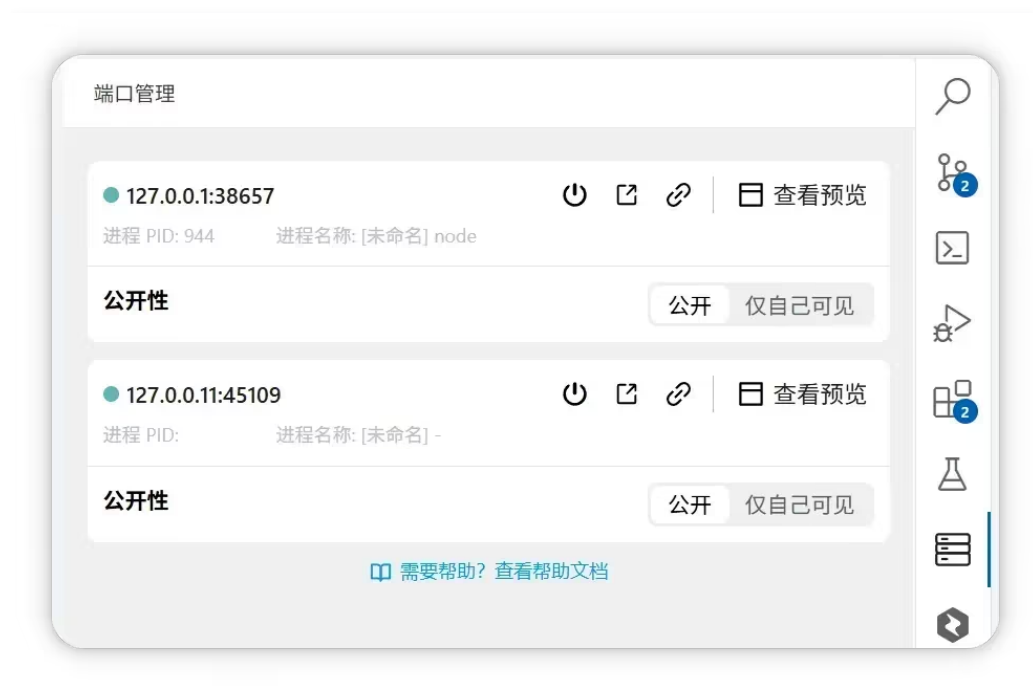 端口管理
127.0.0.1:38657
查看预览
进程 PID: 944 进程名称: [未命名] node
公开性
公开 仅自己可见
2
127.0.0.11:45109
查看预览
进程 PID: 进程名称: [未命名] -
公开性
公开 仅自己可见
2
需要帮助？查看帮助文档